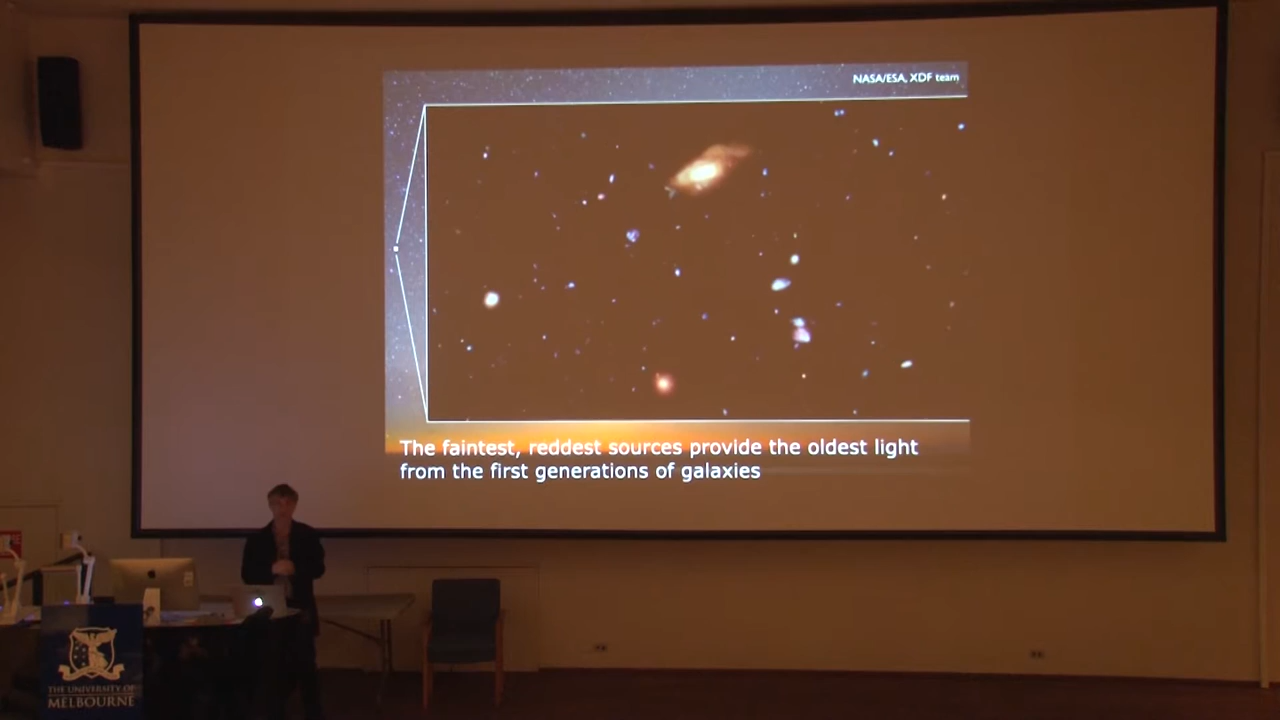 NASA/ESA, XDF team
The faintest, reddest sources provide the oldest light
from the first generations of galaxies
THE UNIVERSITY OF
MELBOURNE